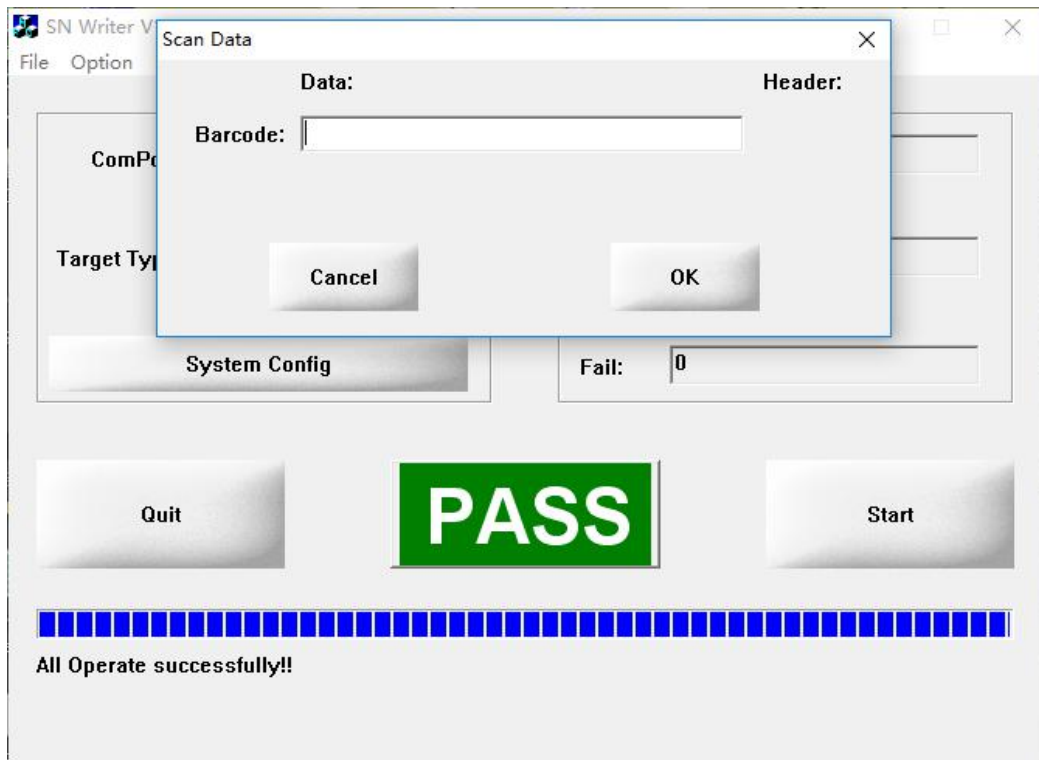 SN Writer V
Scan Data
File Option
Data: Header:
Barcode:
ComPo
Target Typ
Cancel OK
System Config
Fail: 0
Quit PASS Start
All Operate successfully!!